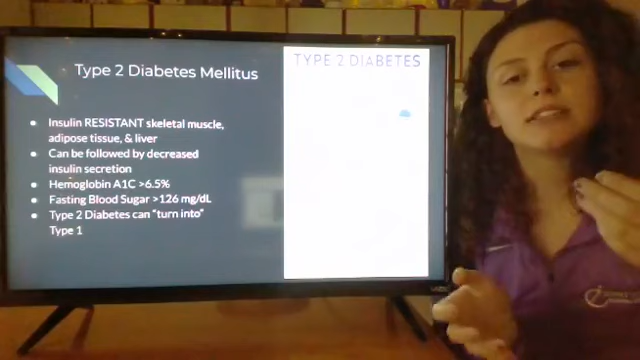 Type 2 Diabetes Mellitus
TYPE 2 DIABETES
Insulin RESISTANT skeletal muscle,
adipose tissue, & liver
Can be followed by decreased
insulin secretion
Hemoglobin A1C >6.5%
Fasting Blood Sugar >126 mg/dL
Type 2 Diabetes can "turn into"
Type 1